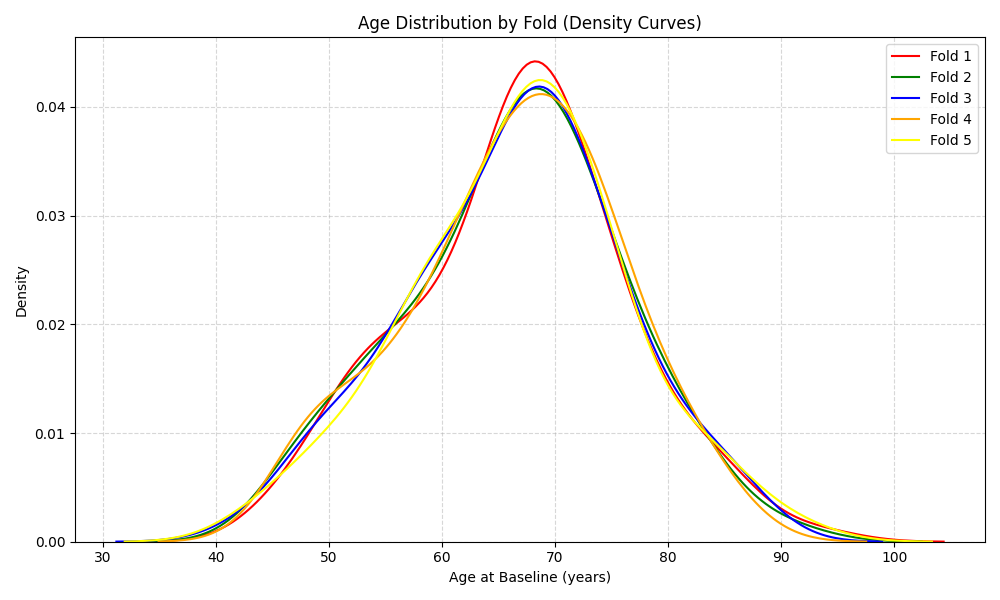 Age Distribution by Fold (Density Curves)
Fold 1
Fold 2
Fold 3
Fold 4
Fold 5
Density
0.04
0.03
0.02
0.01
0.00
30 40 50 60 70 80 90 100
Age at Baseline (years)